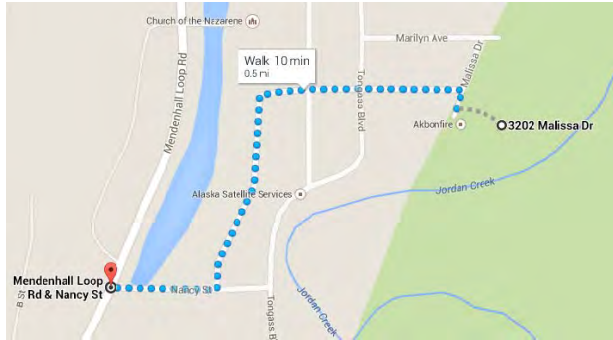 Church of the Nazarene
Marilyn Ave
Walk 10 min
0.5 mi
Mendenhall Loop Rd
Tongass Blvd
Malissa Dr
Akbonfire
3202 Malissa Dr
Alaska Satellite Services
Jordan Creek
Mendenhall Loop
Rd & Nancy St
Nancy St
B St
Tongass B
Jordan Creek